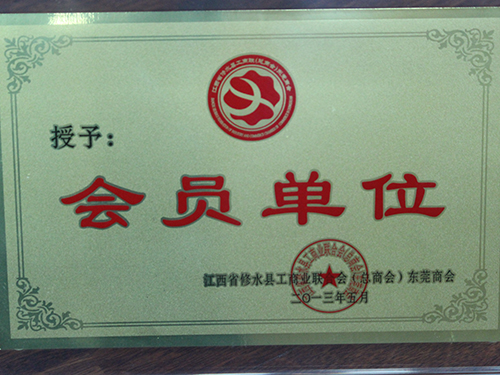 授予：
会员单位
江西省修水县工商业联合会（总商会）东莞商会
二〇一三年五月